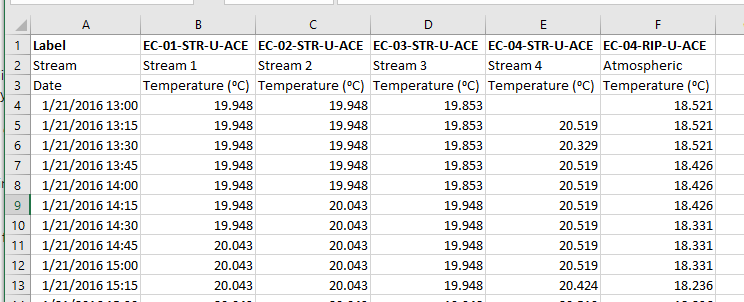 A B C D E F
1 Label EC-01-STR-U-ACE EC-02-STR-U-ACE EC-03-STR-U-ACE EC-04-STR-U-ACE EC-04-RIP-U-ACE
2 Stream Stream 1 Stream 2 Stream 3 Stream 4 Atmospheric
3 Date Temperature (ºC) Temperature (ºC) Temperature (ºC) Temperature (ºC) Temperature (ºC)
4 1/21/2016 13:00 19.948 19.948 19.853 18.521
5 1/21/2016 13:15 19.948 19.948 19.853 20.519 18.521
6 1/21/2016 13:30 19.948 19.948 19.853 20.329 18.521
7 1/21/2016 13:45 19.948 19.948 19.853 20.519 18.426
8 1/21/2016 14:00 19.948 19.948 19.853 20.519 18.426
9 1/21/2016 14:15 19.948 20.043 19.948 20.519 18.426
10 1/21/2016 14:30 19.948 20.043 19.948 20.519 18.331
11 1/21/2016 14:45 20.043 20.043 19.948 20.519 18.331
12 1/21/2016 15:00 20.043 20.043 19.948 20.519 18.331
13 1/21/2016 15:15 20.043 20.043 19.948 20.424 18.236